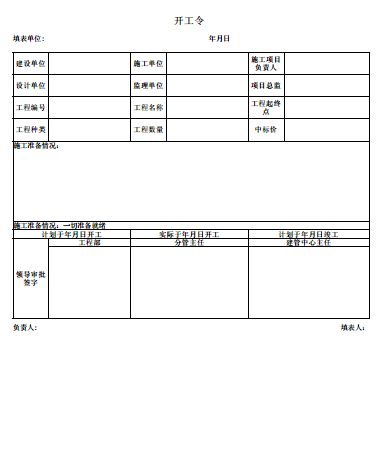 开工令
填表单位: 年月日
建设单位 施工单位 施工项目
负责人
设计单位 监理单位 项目总监
工程编号 工程名称 工程起终
点
工程种类 工程数量 中标价
施工准备情况:
施工准备情况: 一切准备就绪
计划于年月日开工 实际于年月日开工 计划于年月日竣工
工程部 分管主任 建管中心主任
领导审批
签字
负责人: 填表人: